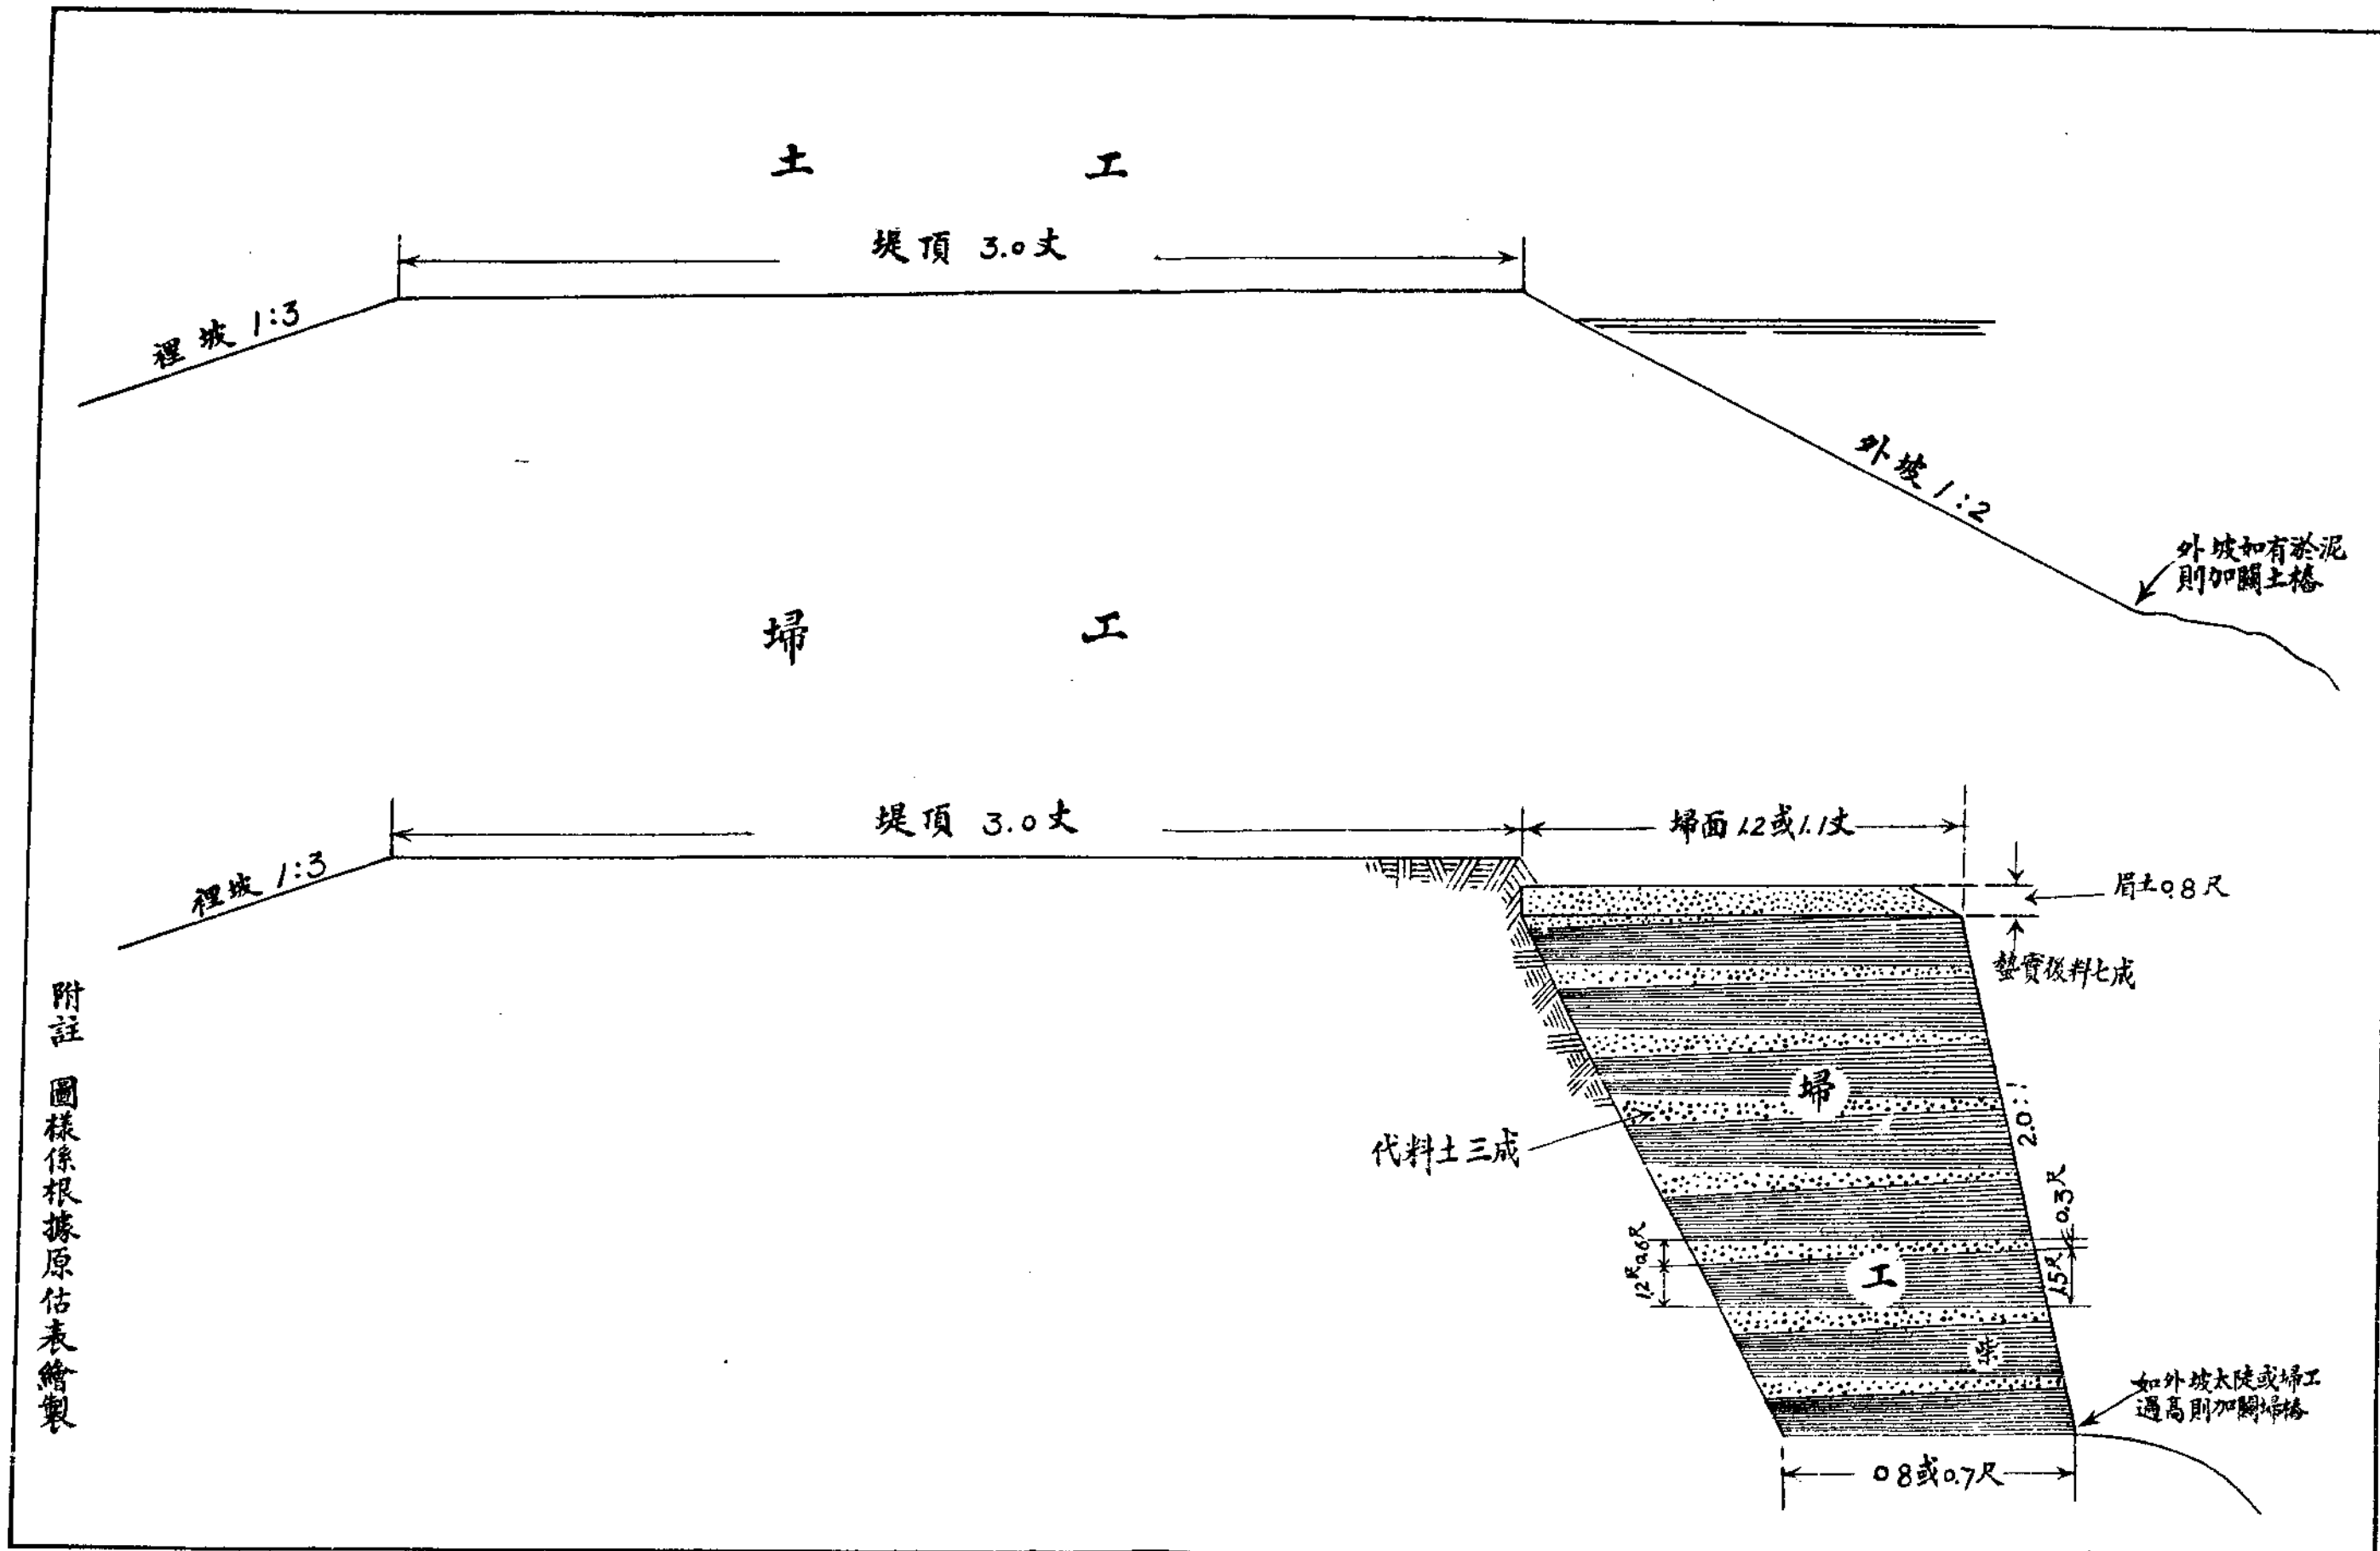 土 工
堤頂 3.0丈
裡坡 1:3
外坡 1:2
外坡如有淤泥
則加關土樁
埽 工
堤頂 3.0丈
埽面 1.2或1.1丈
裡坡 1:3
眉土0.8尺
蟄實後料七成
埽
工
柴
2.0:1
代料土三成
0.3尺
1.5尺
0.6尺
1.2尺
如外坡太陡或埽工
過高則加關埽樁
0.8或0.7尺
附註 圖樣係根據原估表繪製